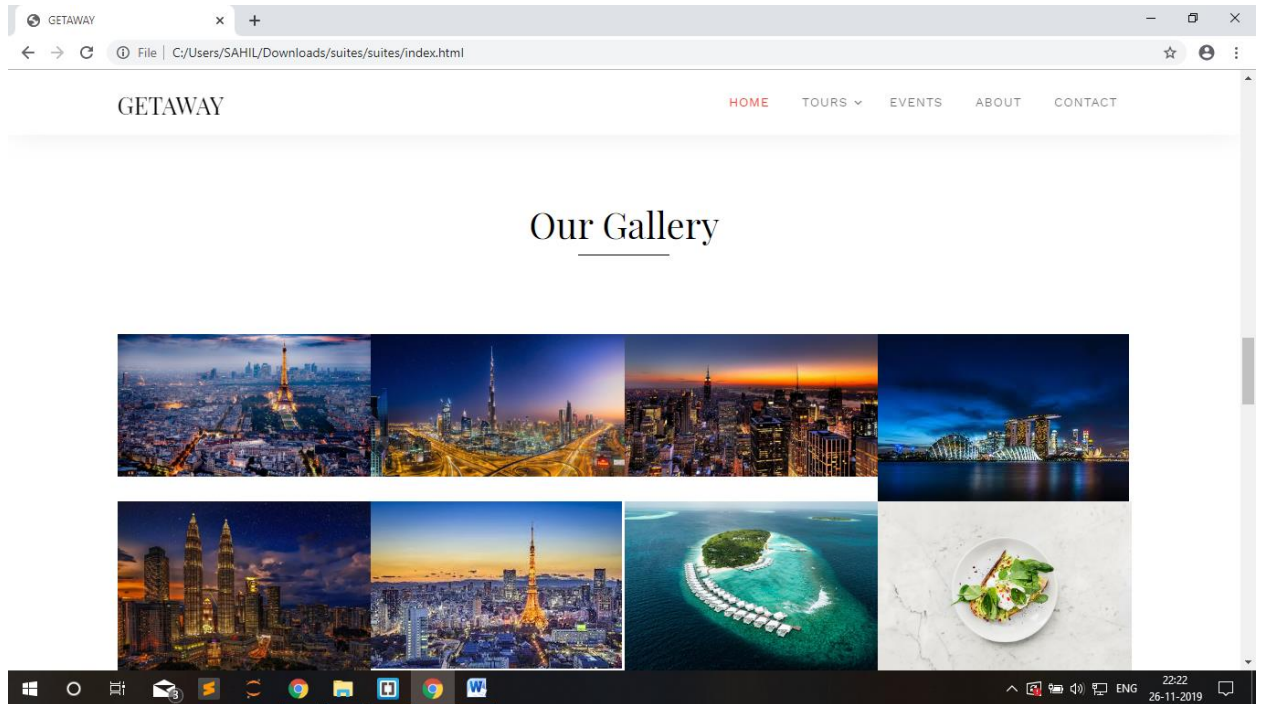 GETAWAY
File | C:/Users/SAHIL/Downloads/suites/suites/index.html
GETAWAY HOME TOURS EVENTS ABOUT CONTACT
Our Gallery
3 ENG 22:22
26-11-2019